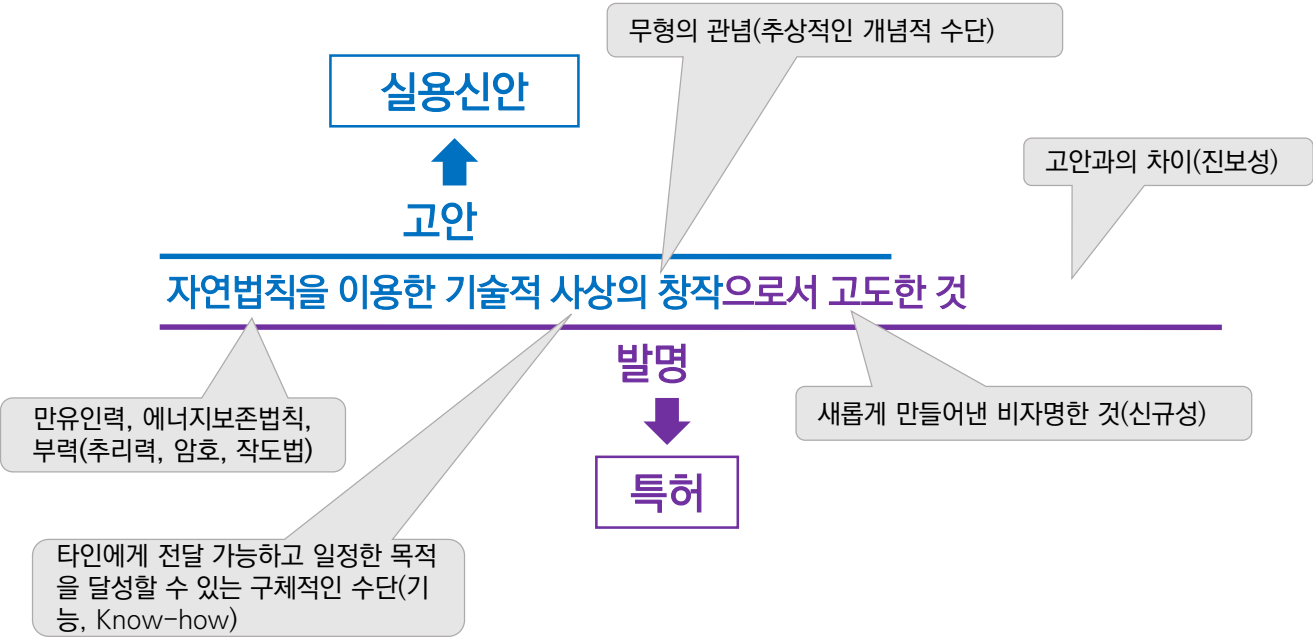 무형의 관념(추상적인 개념적 수단)
실용신안
고안과의 차이(진보성)
고안
자연법칙을 이용한 기술적 사상의 창작으로서 고도한 것
발명
만유인력, 에너지보존법칙,
부력(추리력, 암호, 작도법)
새롭게 만들어낸 비자명한 것(신규성)
특허
타인에게 전달 가능하고 일정한 목적
을 달성할 수 있는 구체적인 수단(기
능, Know-how)